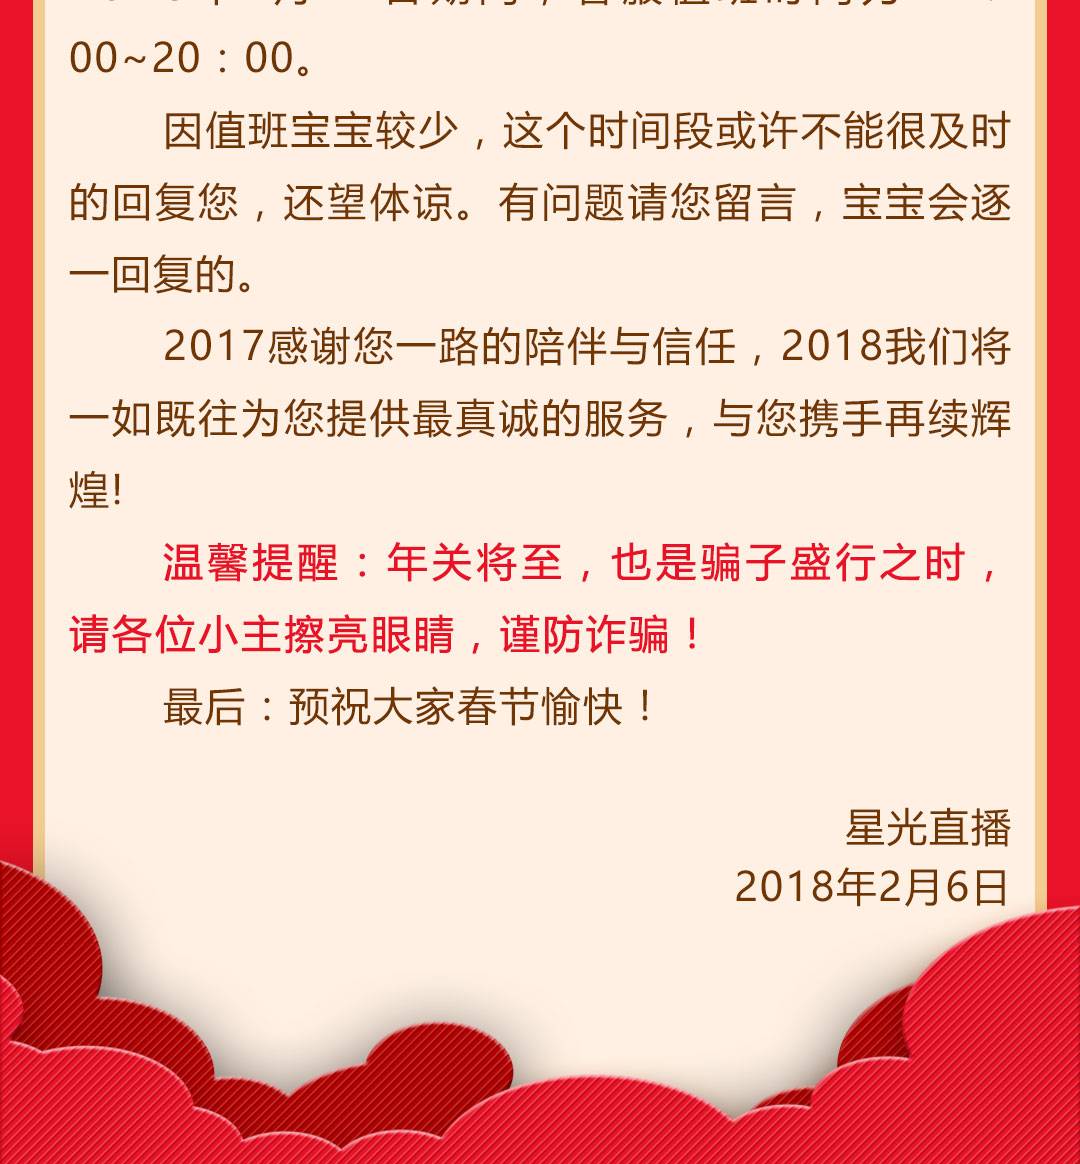 00~20：00。
因值班宝宝较少，这个时间段或许不能很及时
的回复您，还望体谅。有问题请您留言，宝宝会逐
一回复的。
2017感谢您一路的陪伴与信任，2018我们将
一如既往为您提供最真诚的服务，与您携手再续辉
煌!
温馨提醒：年关将至，也是骗子盛行之时，
请各位小主擦亮眼睛，谨防诈骗！
最后：预祝大家春节愉快！
星光直播
2018年2月6日